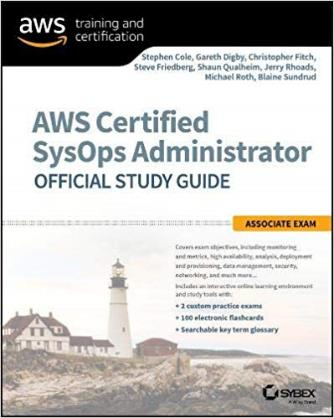 aws training and certification
Stephen Cole, Gareth Digby, Christopher Fitch,
Steve Friedberg, Shaun Qualheim, Jerry Rhoads,
Michael Roth, Blaine Sundrud
AWS Certified
SysOps Administrator
OFFICIAL STUDY GUIDE
ASSOCIATE EXAM
Covers exam objectives, including monitoring
and metrics, high availability, analysis, deployment
and provisioning, data management, security,
networking, and much more...
Includes an interactive online learning environment
and study tools with:
+ 2 custom practice exams
+ 100 electronic flashcards
+ Searchable key term glossary
SYBEX
A Wiley Brand